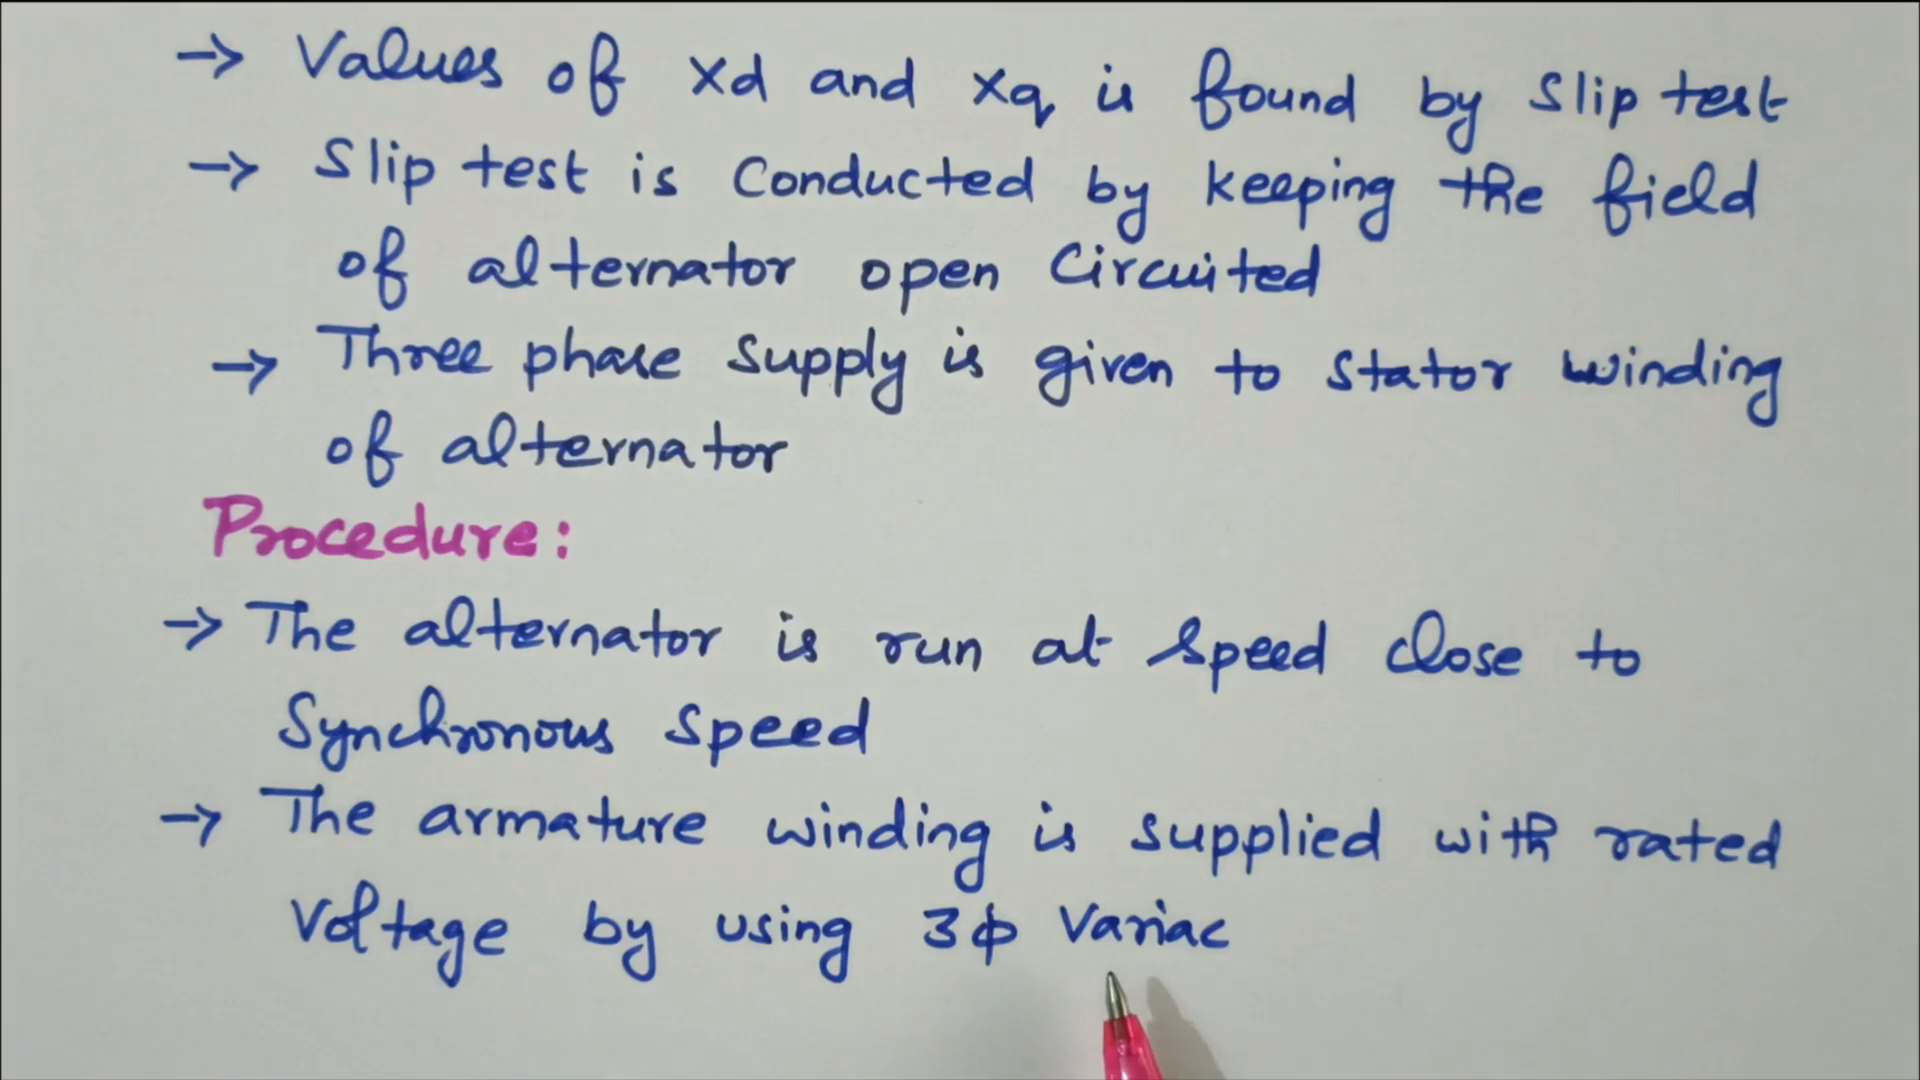 → Values of Xd and Xq is found by Slip test
→ Slip test is Conducted by keeping the field
of alternator open Circuited
→ Three phase Supply is given to stator winding
of alternator
Procedure:
→ The alternator is run at Speed close to
Synchronous Speed
→ The armature winding is supplied with rated
Voltage by using 3ϕ Variac